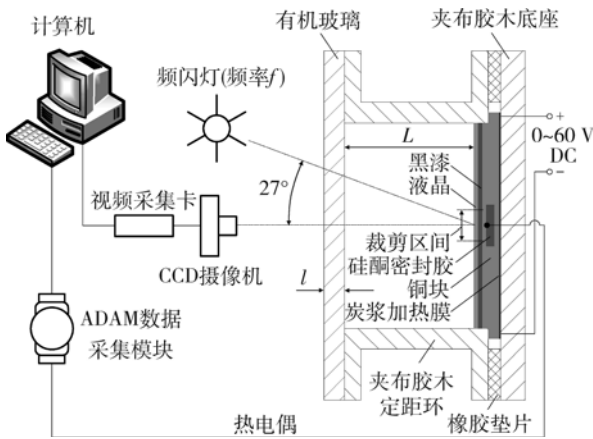 计算机
频闪灯(频率f)
27°
视频采集卡
CCD摄像机
ADAM数据
采集模块
热电偶
有机玻璃
夹布胶木底座
L
l
黑漆
液晶
裁剪区间
硅酮密封胶
铜块
炭浆加热膜
夹布胶木
定距环
橡胶垫片
+
0~60 V
DC
−